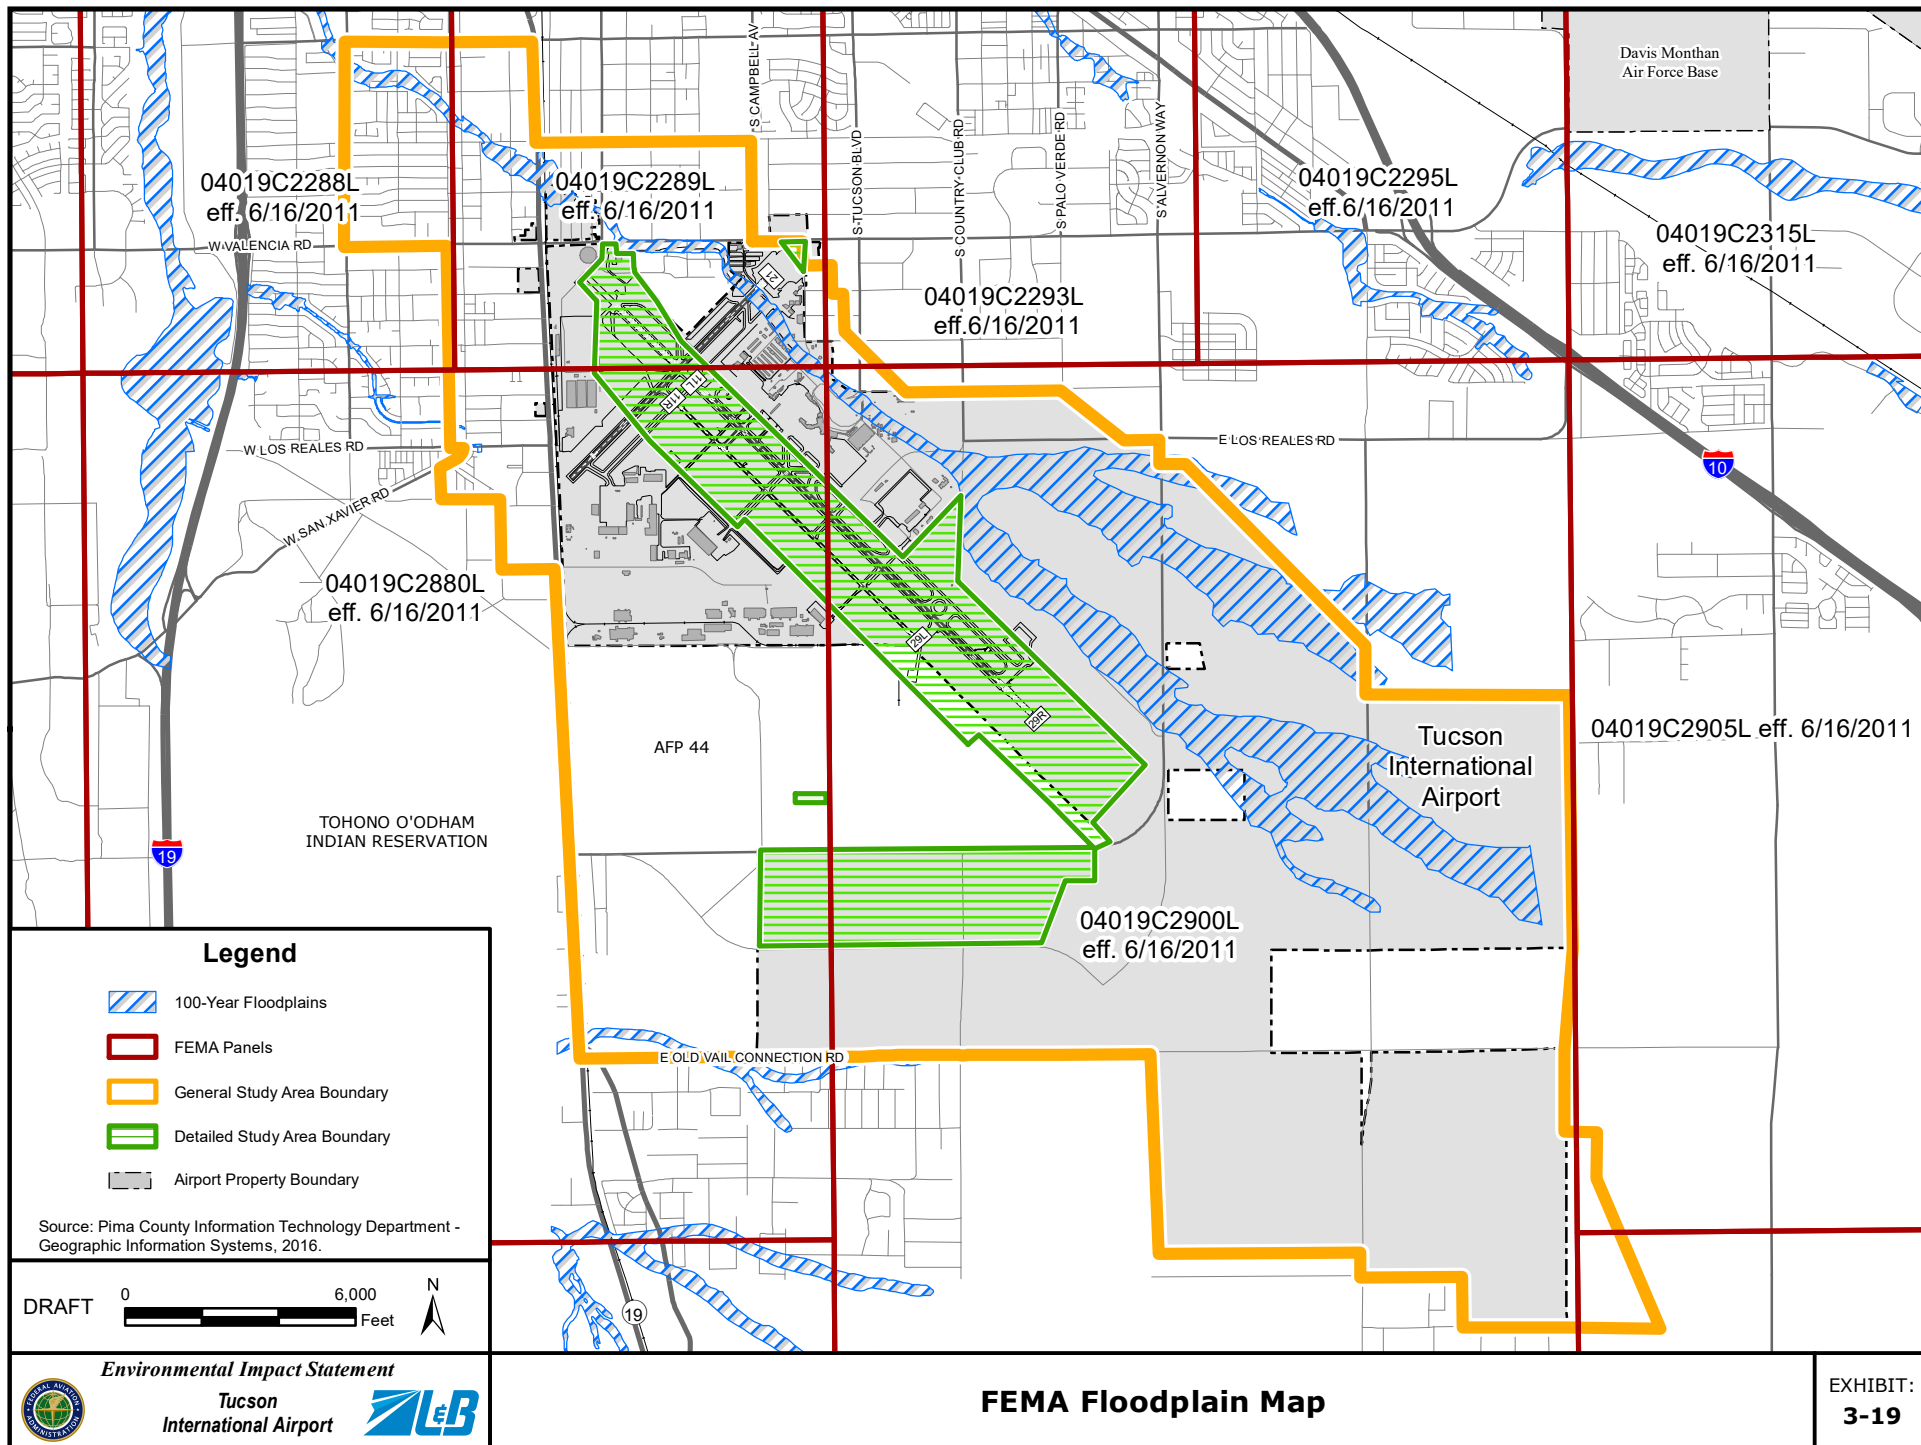 Davis Monthan
Air Force Base
S CAMPBELL AV
S TUCSON BLVD
S COUNTRY CLUB RD
S PALO VERDE RD
S ALVERNON WAY
04019C2288L
eff. 6/16/2011
04019C2289L
eff. 6/16/2011
04019C2295L
eff.6/16/2011
04019C2315L
eff. 6/16/2011
W VALENCIA RD
21
04019C2293L
eff.6/16/2011
11L
11R
W LOS REALES RD
E LOS REALES RD
10
W SAN XAVIER RD
04019C2880L
eff. 6/16/2011
29L
29R
AFP 44
Tucson
International
Airport
04019C2905L eff. 6/16/2011
TOHONO O'ODHAM
INDIAN RESERVATION
19
04019C2900L
eff. 6/16/2011
E OLD VAIL CONNECTION RD
19
Legend
100-Year Floodplains
FEMA Panels
General Study Area Boundary
Detailed Study Area Boundary
Airport Property Boundary
Source: Pima County Information Technology Department -
Geographic Information Systems, 2016.
DRAFT
0 6,000
Feet
N
Environmental Impact Statement
Tucson
International Airport
FEDERAL AVIATION
ADMINISTRATION
L&B
FEMA Floodplain Map
EXHIBIT:
3-19